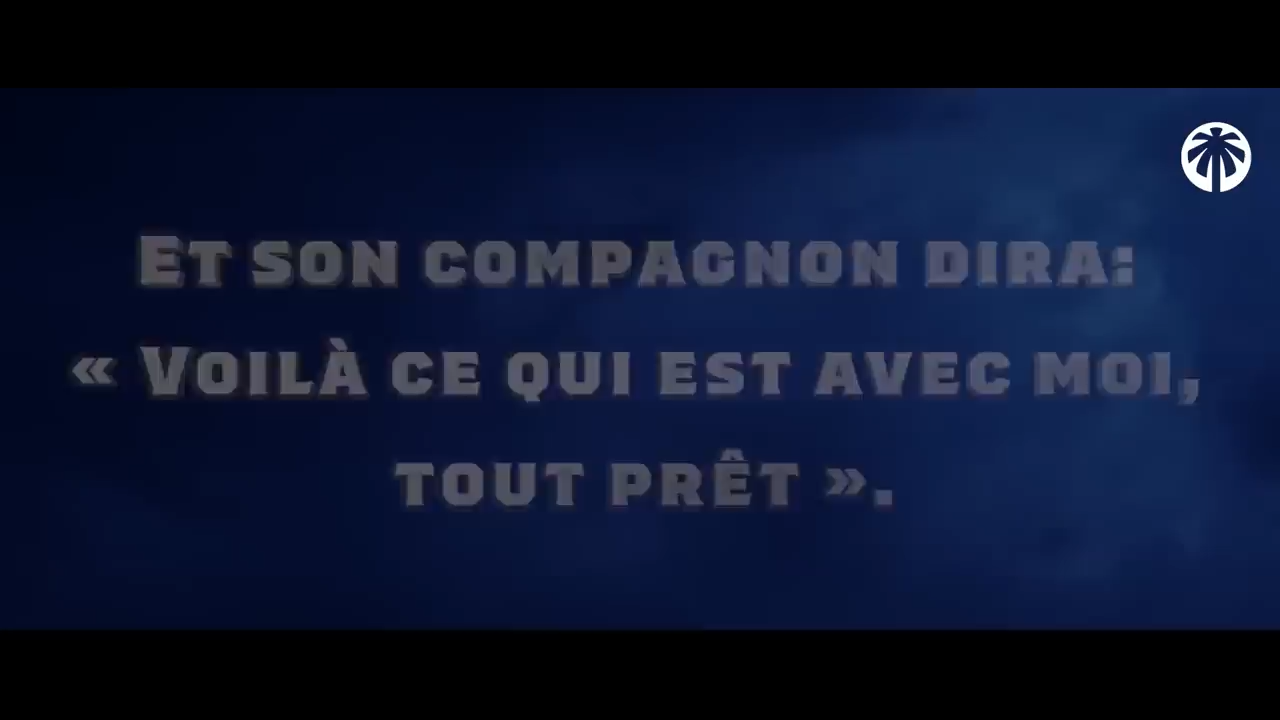 Et son compagnon dira:
« Voilà ce qui est avec moi,
tout prêt ».